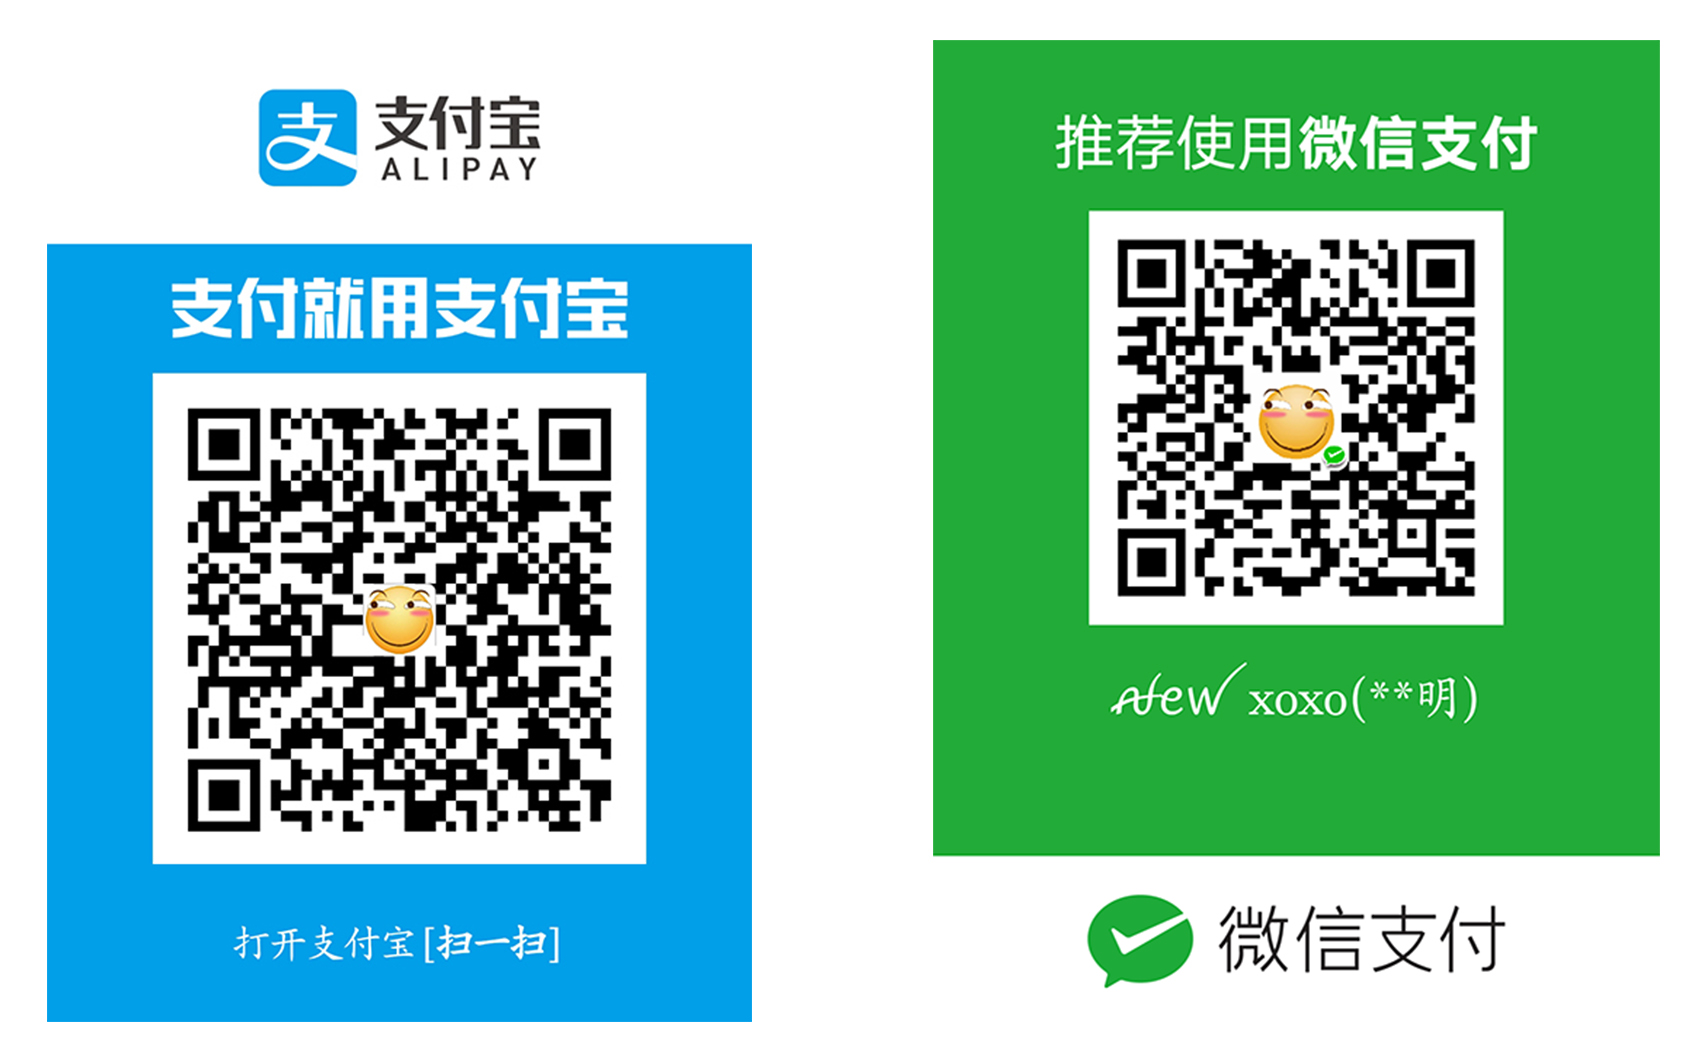 支付宝
ALIPAY
支付就用支付宝
打开支付宝[扫一扫]
推荐使用微信支付
xoxo(**明)
微信支付